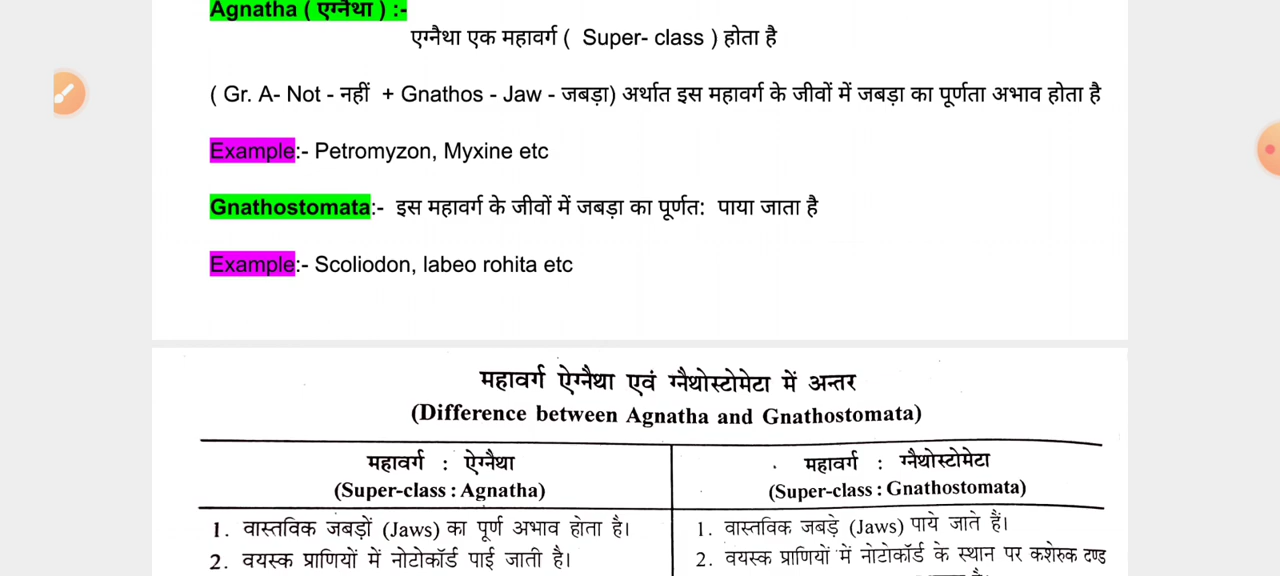 Agnatha ( एग्नैथा ) :-
एग्नैथा एक महावर्ग ( Super- class ) होता है
( Gr. A- Not - नहीं + Gnathos - Jaw - जबड़ा) अर्थात इस महावर्ग के जीवों में जबड़ा का पूर्णता अभाव होता है
Example:- Petromyzon, Myxine etc
Gnathostomata:- इस महावर्ग के जीवों में जबड़ा का पूर्णत: पाया जाता है
Example:- Scoliodon, labeo rohita etc
महावर्ग ऐग्नैथा एवं ग्नैथोस्टोमेटा में अन्तर
(Difference between Agnatha and Gnathostomata)
महावर्ग : ऐग्नैथा
(Super-class : Agnatha)
1. वास्तविक जबड़ों (Jaws) का पूर्ण अभाव होता है।
2. वयस्क प्राणियों में नोटोकॉर्ड पाई जाती है।
महावर्ग : ग्नैथोस्टोमेटा
(Super-class : Gnathostomata)
1. वास्तविक जबड़े (Jaws) पाये जाते हैं।
2. वयस्क प्राणियों में नोटोकॉर्ड के स्थान पर कशेरुक दण्ड